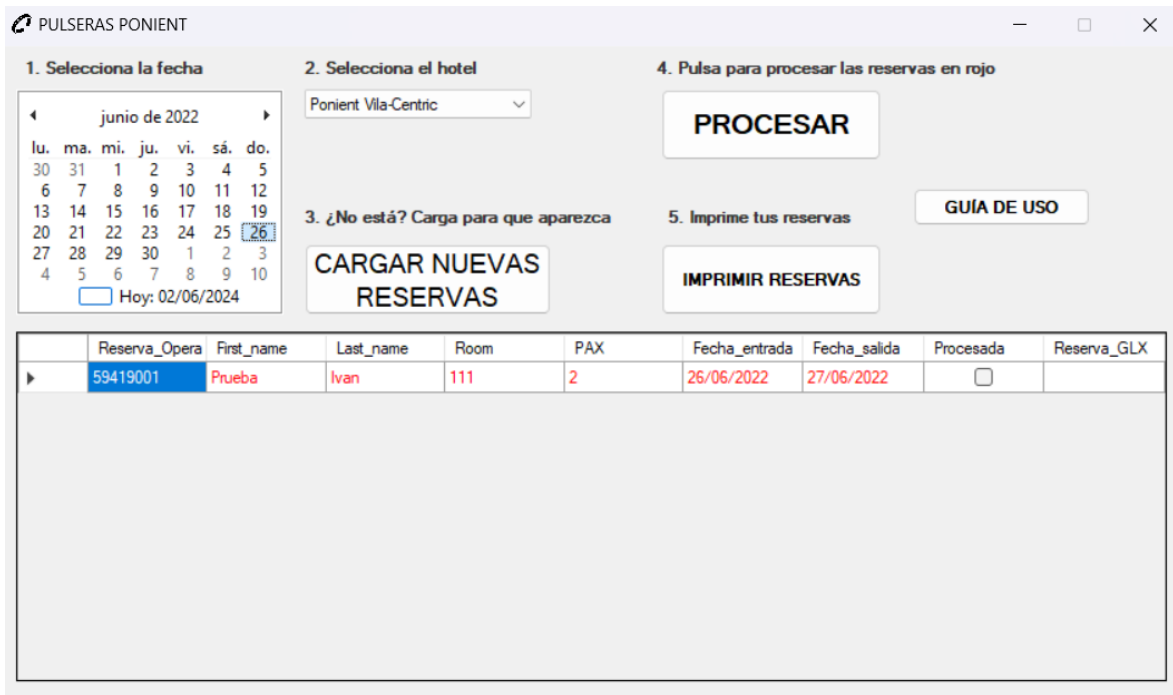 PULSERAS PONIENT
1. Selecciona la fecha
2. Selecciona el hotel
4. Pulsa para procesar las reservas en rojo
junio de 2022
lu. ma. mi. ju. vi. sá. do.
30 31 1 2 3 4 5
6 7 8 9 10 11 12
13 14 15 16 17 18 19
20 21 22 23 24 25 26
27 28 29 30 1 2 3
4 5 6 7 8 9 10
Hoy: 02/06/2024
Ponient Vila-Centric
PROCESAR
3. ¿No está? Carga para que aparezca
CARGAR NUEVAS
RESERVAS
5. Imprime tus reservas
IMPRIMIR RESERVAS
GUÍA DE USO
Reserva_Opera First_name Last_name Room PAX Fecha_entrada Fecha_salida Procesada Reserva_GLX
59419001 Prueba Ivan 111 2 26/06/2022 27/06/2022